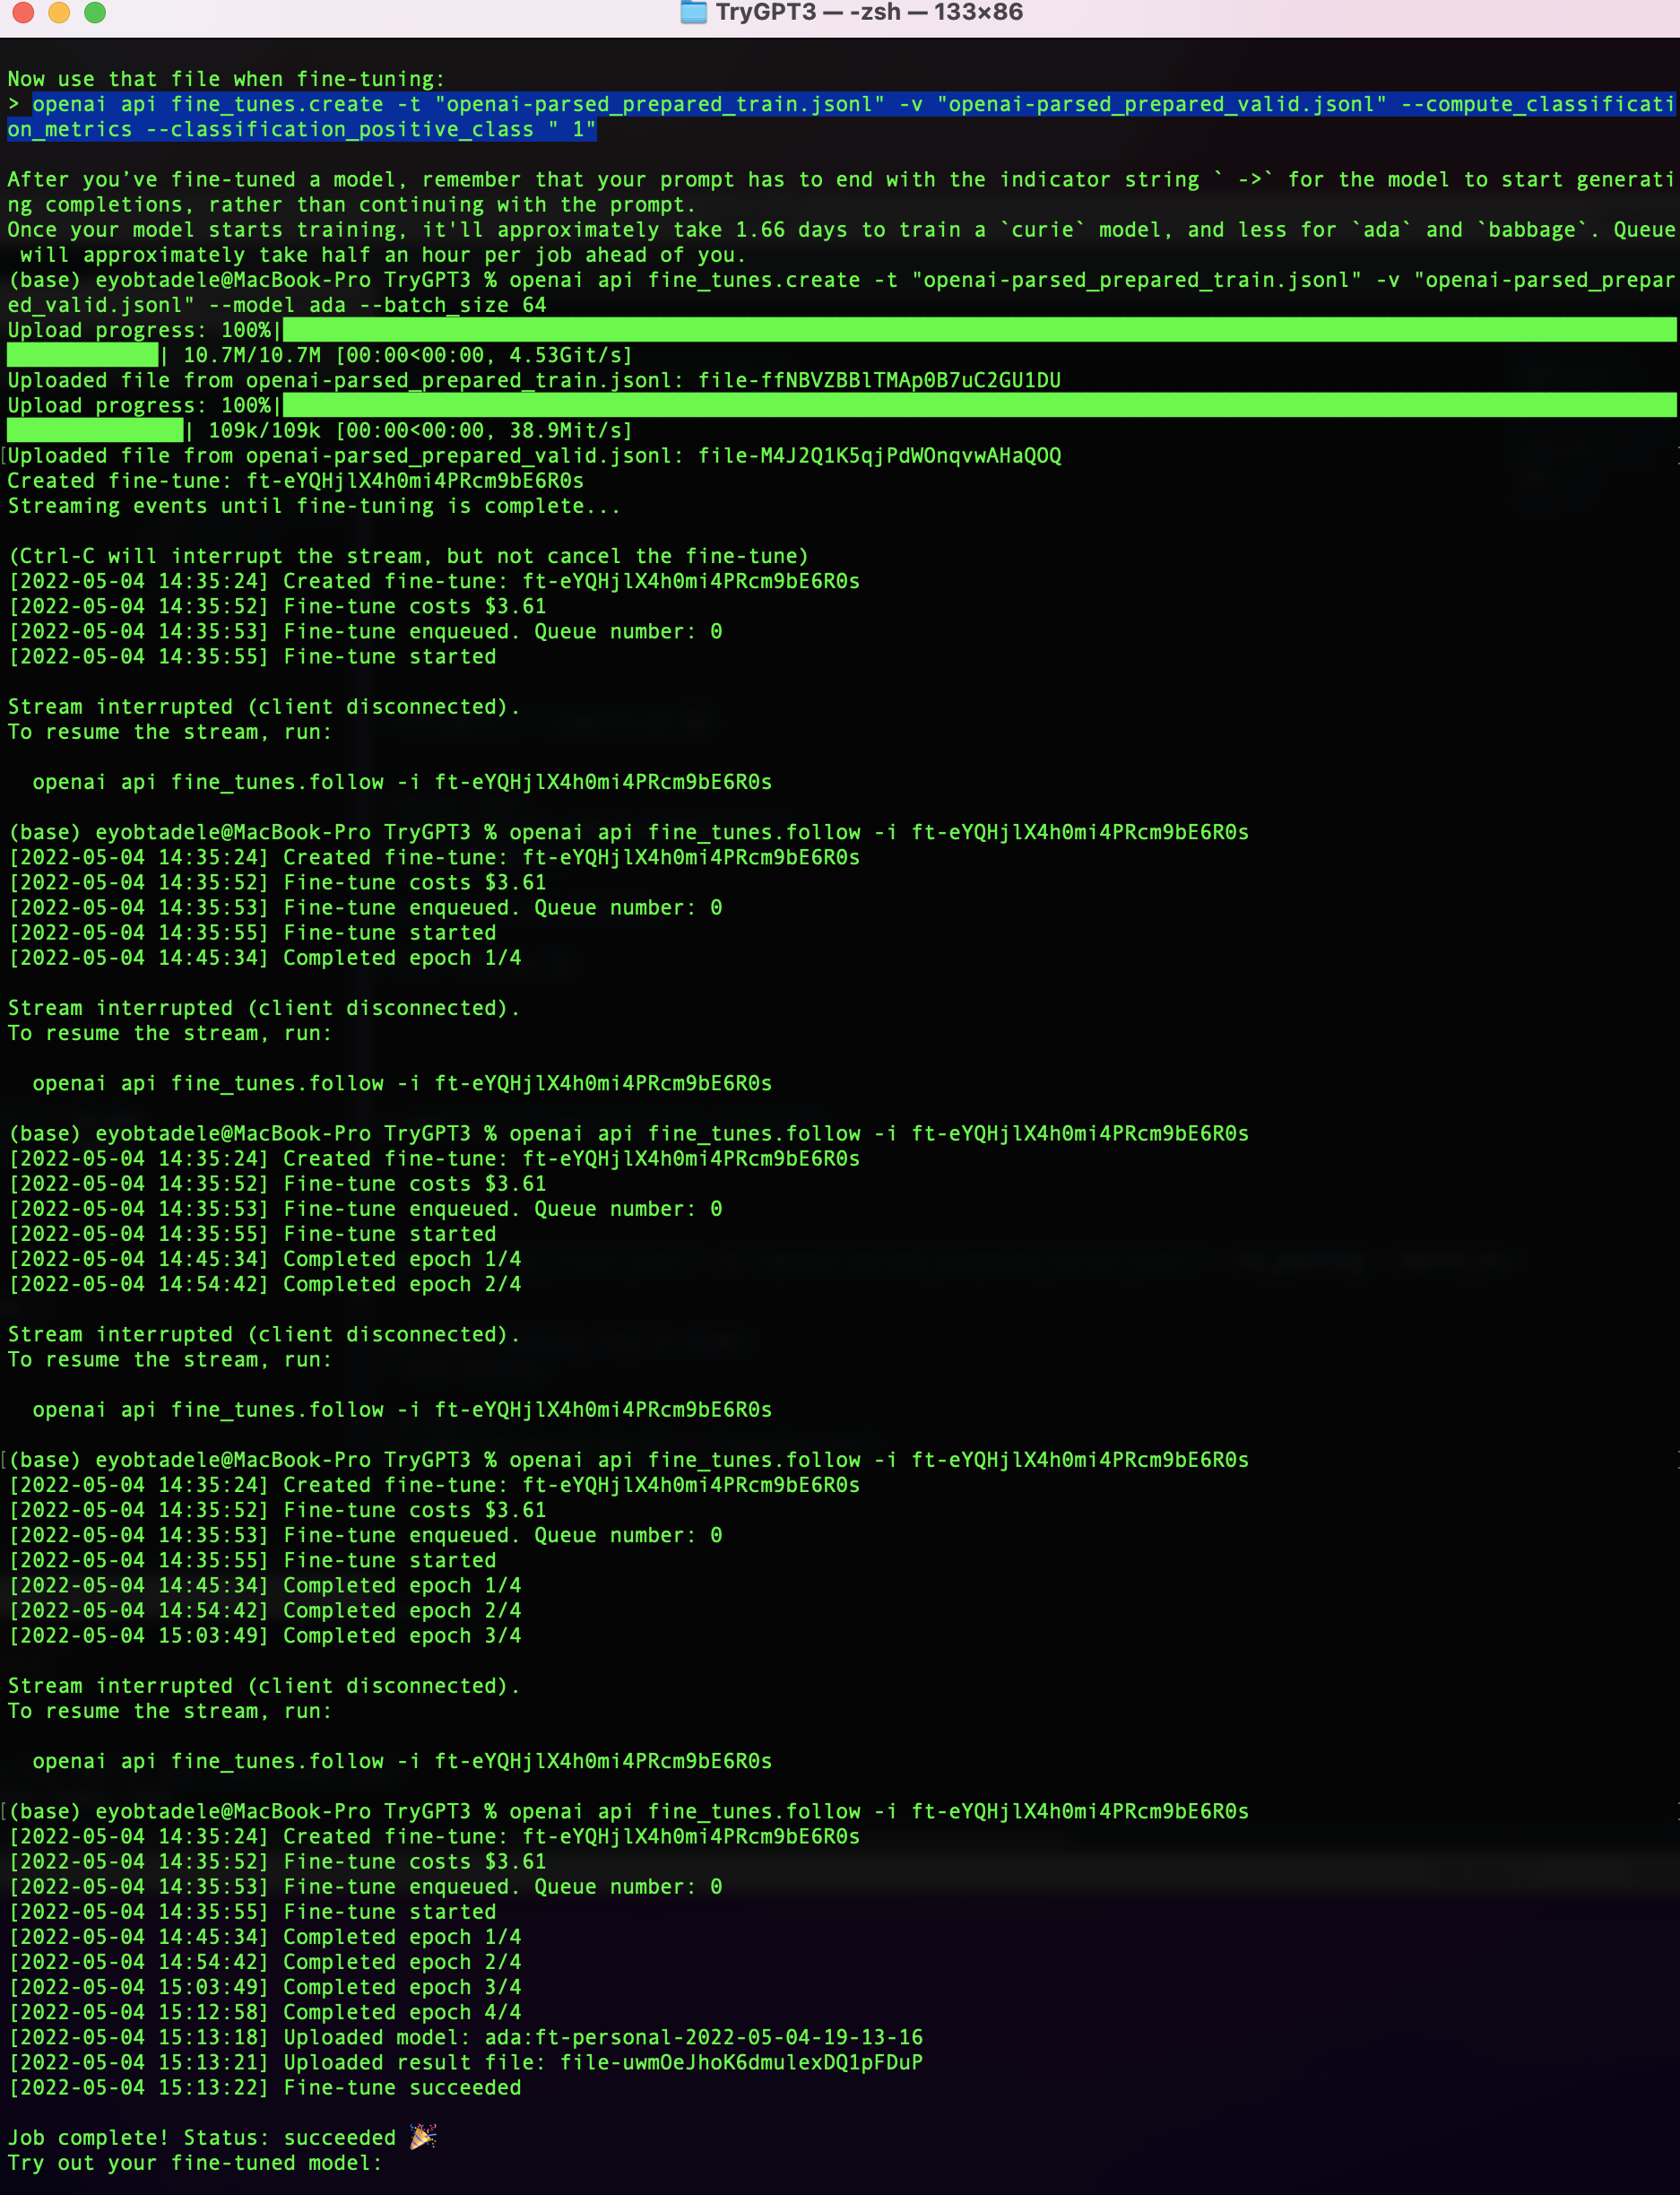 TryGPT3 — -zsh — 133×86
Now use that file when fine-tuning:
> openai api fine_tunes.create -t "openai-parsed_prepared_train.jsonl" -v "openai-parsed_prepared_valid.jsonl" --compute_classificati
on_metrics --classification_positive_class " 1"
After you’ve fine-tuned a model, remember that your prompt has to end with the indicator string ` ->` for the model to start generati
ng completions, rather than continuing with the prompt.
Once your model starts training, it'll approximately take 1.66 days to train a `curie` model, and less for `ada` and `babbage`. Queue
will approximately take half an hour per job ahead of you.
(base) eyobtadele@MacBook-Pro TryGPT3 % openai api fine_tunes.create -t "openai-parsed_prepared_train.jsonl" -v "openai-parsed_prepar
ed_valid.jsonl" --model ada --batch_size 64
Upload progress: 100%|
| 10.7M/10.7M [00:00<00:00, 4.53Git/s]
Uploaded file from openai-parsed_prepared_train.jsonl: file-ffNBVZBBlTMAp0B7uC2GU1DU
Upload progress: 100%|
| 109k/109k [00:00<00:00, 38.9Mit/s]
[Uploaded file from openai-parsed_prepared_valid.jsonl: file-M4J2Q1K5qjPdWOnqvwAHaQOQ ]
Created fine-tune: ft-eYQHjlX4h0mi4PRcm9bE6R0s
Streaming events until fine-tuning is complete...
(Ctrl-C will interrupt the stream, but not cancel the fine-tune)
[2022-05-04 14:35:24] Created fine-tune: ft-eYQHjlX4h0mi4PRcm9bE6R0s
[2022-05-04 14:35:52] Fine-tune costs $3.61
[2022-05-04 14:35:53] Fine-tune enqueued. Queue number: 0
[2022-05-04 14:35:55] Fine-tune started
Stream interrupted (client disconnected).
To resume the stream, run:
openai api fine_tunes.follow -i ft-eYQHjlX4h0mi4PRcm9bE6R0s
(base) eyobtadele@MacBook-Pro TryGPT3 % openai api fine_tunes.follow -i ft-eYQHjlX4h0mi4PRcm9bE6R0s
[2022-05-04 14:35:24] Created fine-tune: ft-eYQHjlX4h0mi4PRcm9bE6R0s
[2022-05-04 14:35:52] Fine-tune costs $3.61
[2022-05-04 14:35:53] Fine-tune enqueued. Queue number: 0
[2022-05-04 14:35:55] Fine-tune started
[2022-05-04 14:45:34] Completed epoch 1/4
Stream interrupted (client disconnected).
To resume the stream, run:
openai api fine_tunes.follow -i ft-eYQHjlX4h0mi4PRcm9bE6R0s
(base) eyobtadele@MacBook-Pro TryGPT3 % openai api fine_tunes.follow -i ft-eYQHjlX4h0mi4PRcm9bE6R0s
[2022-05-04 14:35:24] Created fine-tune: ft-eYQHjlX4h0mi4PRcm9bE6R0s
[2022-05-04 14:35:52] Fine-tune costs $3.61
[2022-05-04 14:35:53] Fine-tune enqueued. Queue number: 0
[2022-05-04 14:35:55] Fine-tune started
[2022-05-04 14:45:34] Completed epoch 1/4
[2022-05-04 14:54:42] Completed epoch 2/4
Stream interrupted (client disconnected).
To resume the stream, run:
openai api fine_tunes.follow -i ft-eYQHjlX4h0mi4PRcm9bE6R0s
[(base) eyobtadele@MacBook-Pro TryGPT3 % openai api fine_tunes.follow -i ft-eYQHjlX4h0mi4PRcm9bE6R0s ]
[2022-05-04 14:35:24] Created fine-tune: ft-eYQHjlX4h0mi4PRcm9bE6R0s
[2022-05-04 14:35:52] Fine-tune costs $3.61
[2022-05-04 14:35:53] Fine-tune enqueued. Queue number: 0
[2022-05-04 14:35:55] Fine-tune started
[2022-05-04 14:45:34] Completed epoch 1/4
[2022-05-04 14:54:42] Completed epoch 2/4
[2022-05-04 15:03:49] Completed epoch 3/4
Stream interrupted (client disconnected).
To resume the stream, run:
openai api fine_tunes.follow -i ft-eYQHjlX4h0mi4PRcm9bE6R0s
[(base) eyobtadele@MacBook-Pro TryGPT3 % openai api fine_tunes.follow -i ft-eYQHjlX4h0mi4PRcm9bE6R0s ]
[2022-05-04 14:35:24] Created fine-tune: ft-eYQHjlX4h0mi4PRcm9bE6R0s
[2022-05-04 14:35:52] Fine-tune costs $3.61
[2022-05-04 14:35:53] Fine-tune enqueued. Queue number: 0
[2022-05-04 14:35:55] Fine-tune started
[2022-05-04 14:45:34] Completed epoch 1/4
[2022-05-04 14:54:42] Completed epoch 2/4
[2022-05-04 15:03:49] Completed epoch 3/4
[2022-05-04 15:12:58] Completed epoch 4/4
[2022-05-04 15:13:18] Uploaded model: ada:ft-personal-2022-05-04-19-13-16
[2022-05-04 15:13:21] Uploaded result file: file-uwmOeJhoK6dmulexDQ1pFDuP
[2022-05-04 15:13:22] Fine-tune succeeded
Job complete! Status: succeeded 🎉
Try out your fine-tuned model: